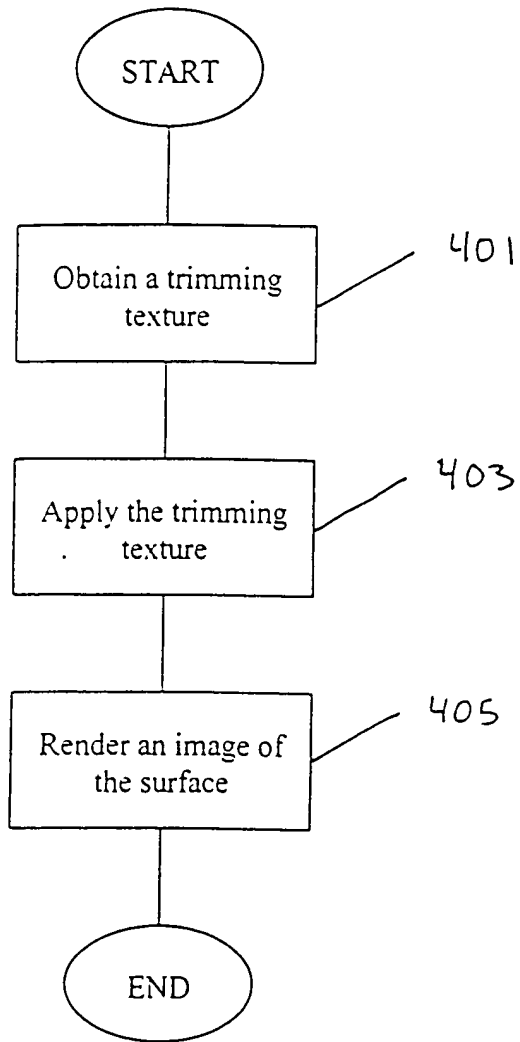 START
401
Obtain a trimming
texture
403
Apply the trimming
texture
405
Render an image of
the surface
END